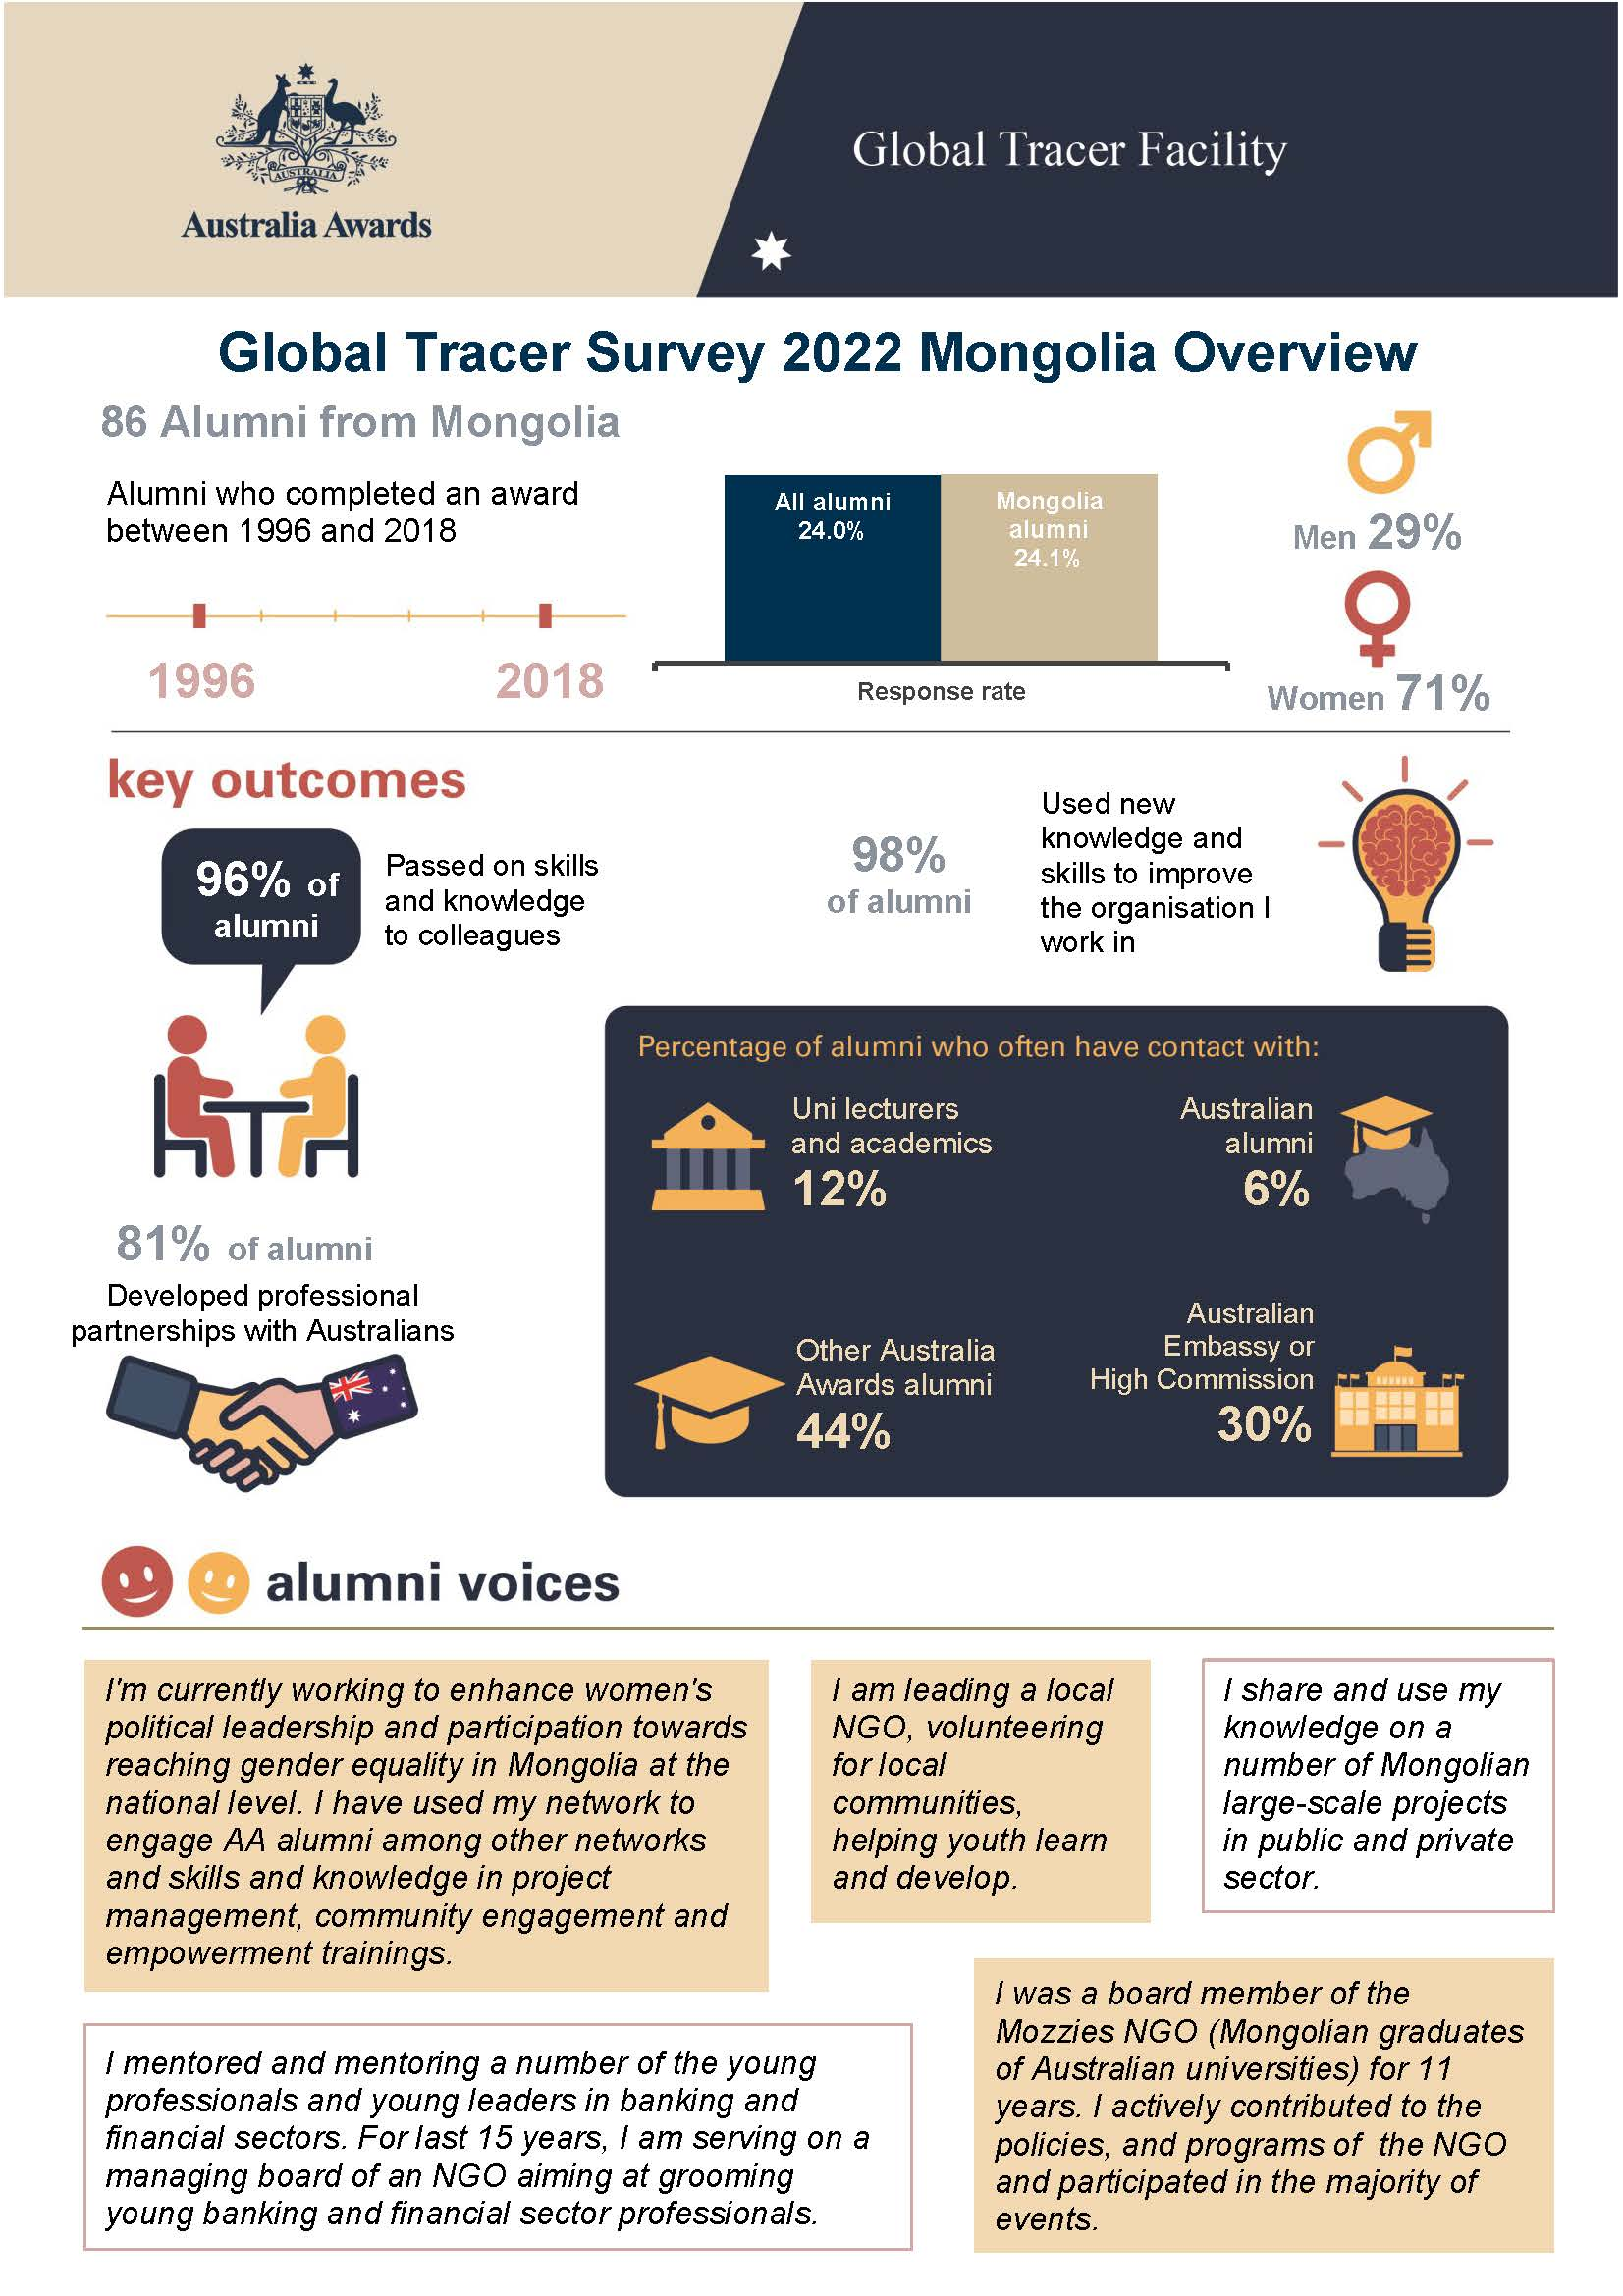 AUSTRALIA
Australia Awards
Global Tracer Facility
Global Tracer Survey 2022 Mongolia Overview
86 Alumni from Mongolia
Alumni who completed an award
between 1996 and 2018
1996
2018
All alumni
24.0%
Mongolia
alumni
24.1%
Response rate
Men 29%
Women 71%
key outcomes
96% of
alumni
Passed on skills
and knowledge
to colleagues
98%
of alumni
Used new
knowledge and
skills to improve
the organisation I
work in
81% of alumni
Developed professional
partnerships with Australians
Percentage of alumni who often have contact with:
Uni lecturers
and academics
12%
Australian
alumni
6%
Other Australia
Awards alumni
44%
Australian
Embassy or
High Commission
30%
alumni voices
I'm currently working to enhance women's
political leadership and participation towards
reaching gender equality in Mongolia at the
national level. I have used my network to
engage AA alumni among other networks
and skills and knowledge in project
management, community engagement and
empowerment trainings.
I am leading a local
NGO, volunteering
for local
communities,
helping youth learn
and develop.
I share and use my
knowledge on a
number of Mongolian
large-scale projects
in public and private
sector.
I mentored and mentoring a number of the young
professionals and young leaders in banking and
financial sectors. For last 15 years, I am serving on a
managing board of an NGO aiming at grooming
young banking and financial sector professionals.
I was a board member of the
Mozzies NGO (Mongolian graduates
of Australian universities) for 11
years. I actively contributed to the
policies, and programs of the NGO
and participated in the majority of
events.